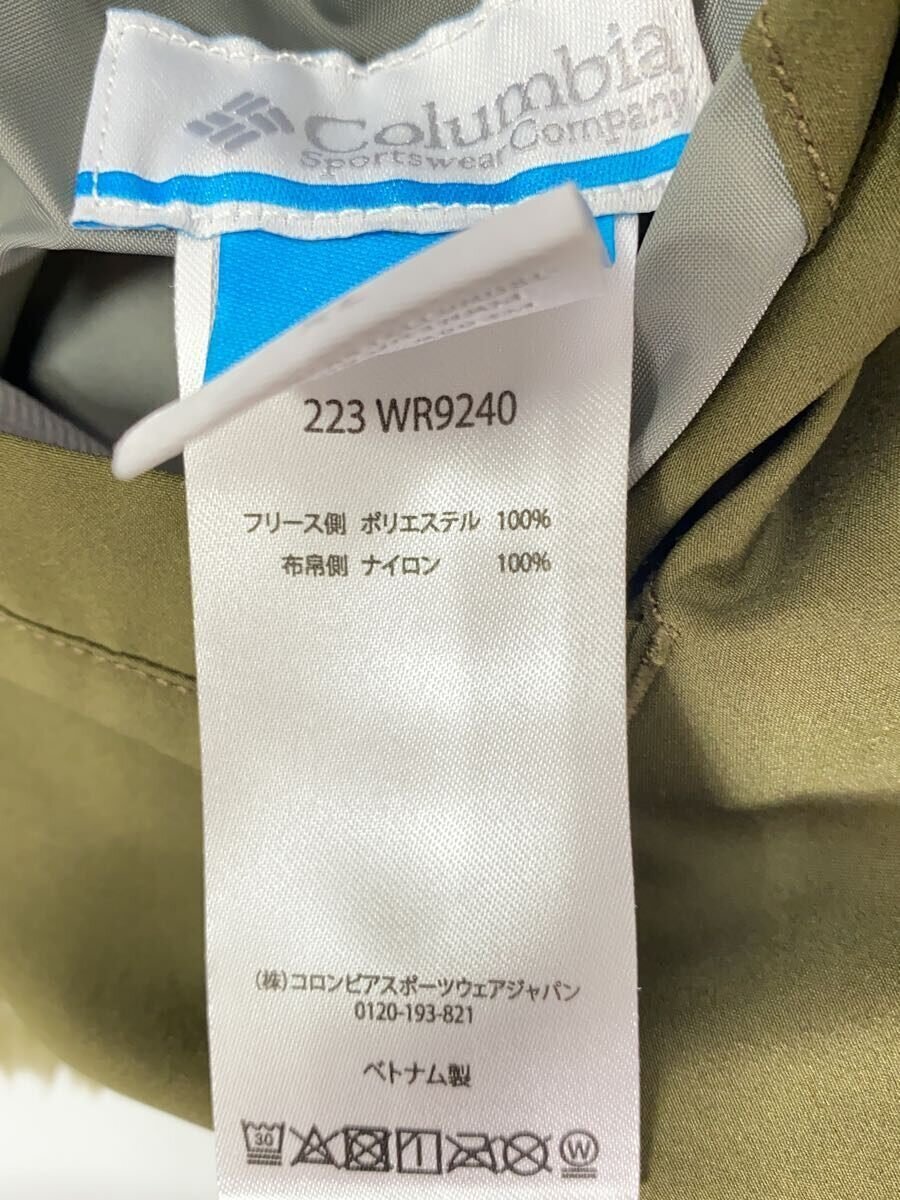 Columbia
Sportswear Company
223 WR9240
フリース側 ポリエステル 100%
布帛側 ナイロン 100%
(株)コロンビアスポーツウェアジャパン
0120-193-821
ベトナム製
30
W